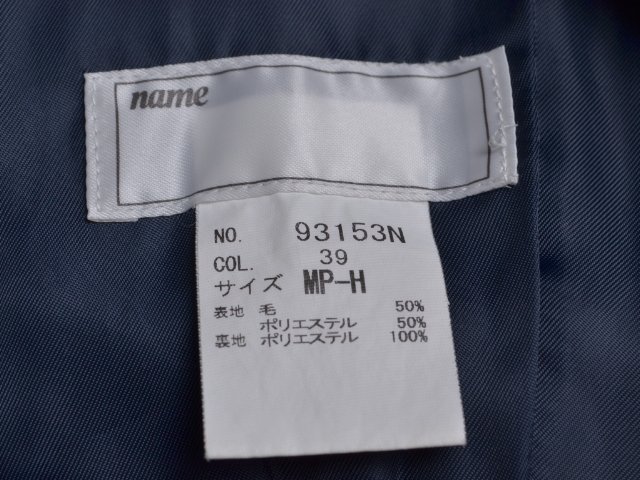 name
NO. 93153N
COL. 39
サイズ MP-H
表地 毛 50%
ポリエステル 50%
裏地 ポリエステル 100%